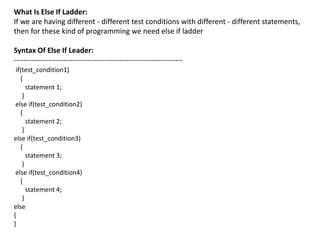 What Is Else If Ladder:
If we are having different - different test conditions with different - different statements,
then for these kind of programming we need else if ladder
Syntax Of Else If Leader:
-----------------------------------------------------------------------
if(test_condition1)
{
statement 1;
}
else if(test_condition2)
{
statement 2;
}
else if(test_condition3)
{
statement 3;
}
else if(test_condition4)
{
statement 4;
}
else
{
}